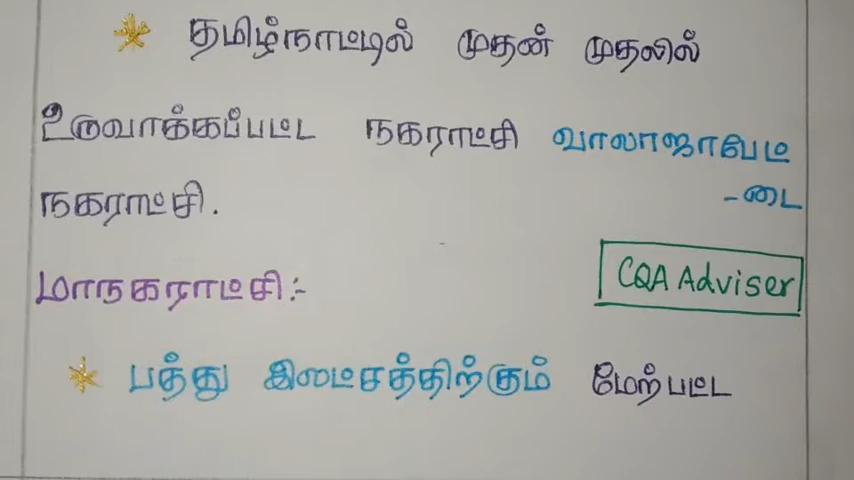 தமிழ்நாட்டில் முதன் முதலில்
உருவாக்கப்பட்ட நகராட்சி வாலாஜாபேட்
-டை
நகராட்சி.
மாநகராட்சி:-
CQA Adviser
பத்து இலட்சத்திற்கும் மேற்பட்ட